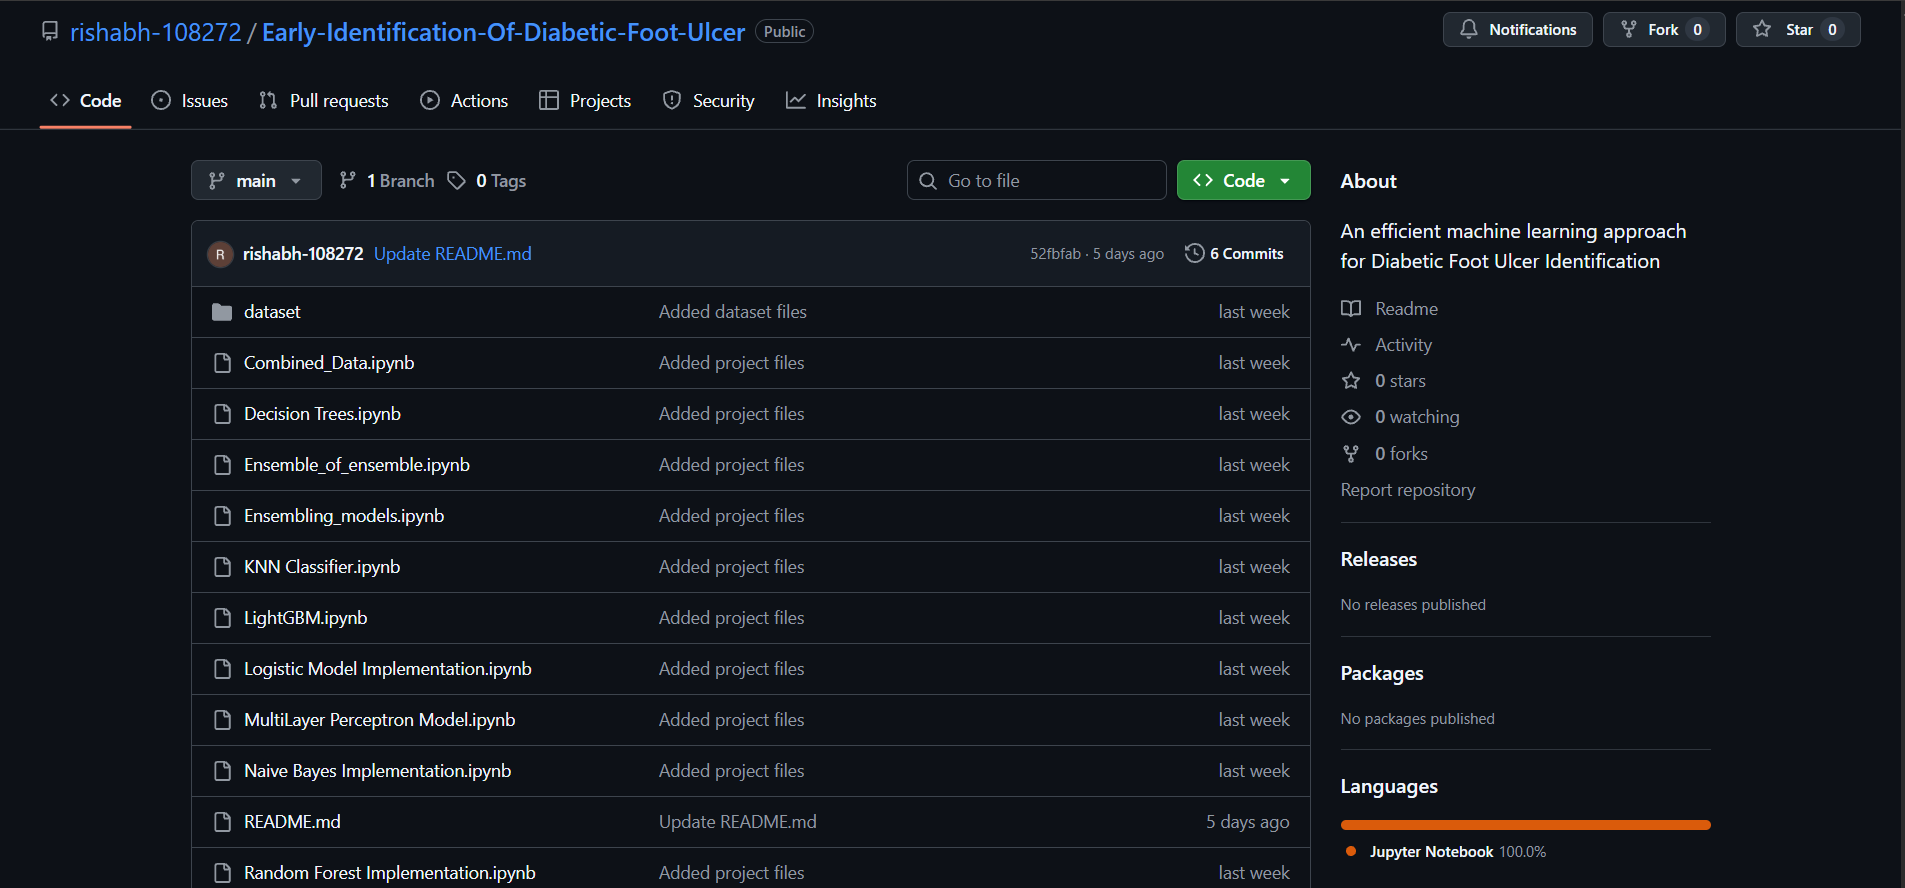 rishabh-108272 / Early-Identification-Of-Diabetic-Foot-Ulcer Public
Notifications Fork 0 Star 0
Code Issues Pull requests Actions Projects Security Insights
main 1 Branch 0 Tags Go to file Code
R rishabh-108272 Update README.md 52fbfab · 5 days ago 6 Commits
dataset Added dataset files last week
Combined_Data.ipynb Added project files last week
Decision Trees.ipynb Added project files last week
Ensemble_of_ensemble.ipynb Added project files last week
Ensembling_models.ipynb Added project files last week
KNN Classifier.ipynb Added project files last week
LightGBM.ipynb Added project files last week
Logistic Model Implementation.ipynb Added project files last week
MultiLayer Perceptron Model.ipynb Added project files last week
Naive Bayes Implementation.ipynb Added project files last week
README.md Update README.md 5 days ago
Random Forest Implementation.ipynb Added project files last week
About
An efficient machine learning approach
for Diabetic Foot Ulcer Identification
Readme
Activity
0 stars
0 watching
0 forks
Report repository
Releases
No releases published
Packages
No packages published
Languages
Jupyter Notebook 100.0%